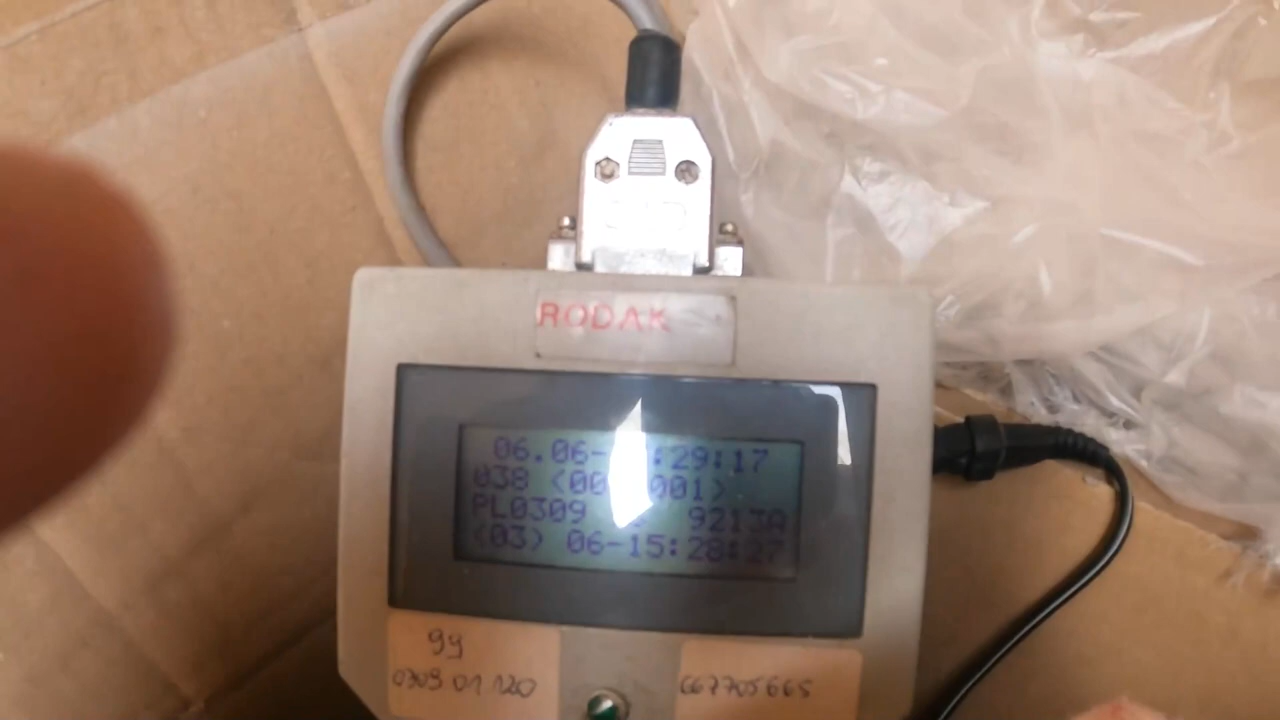 RODAK
06.06- :29:17
038 <00 001>
PL0309 9213A
(03) 06-15:28:27
99
0309 01 120
667705665